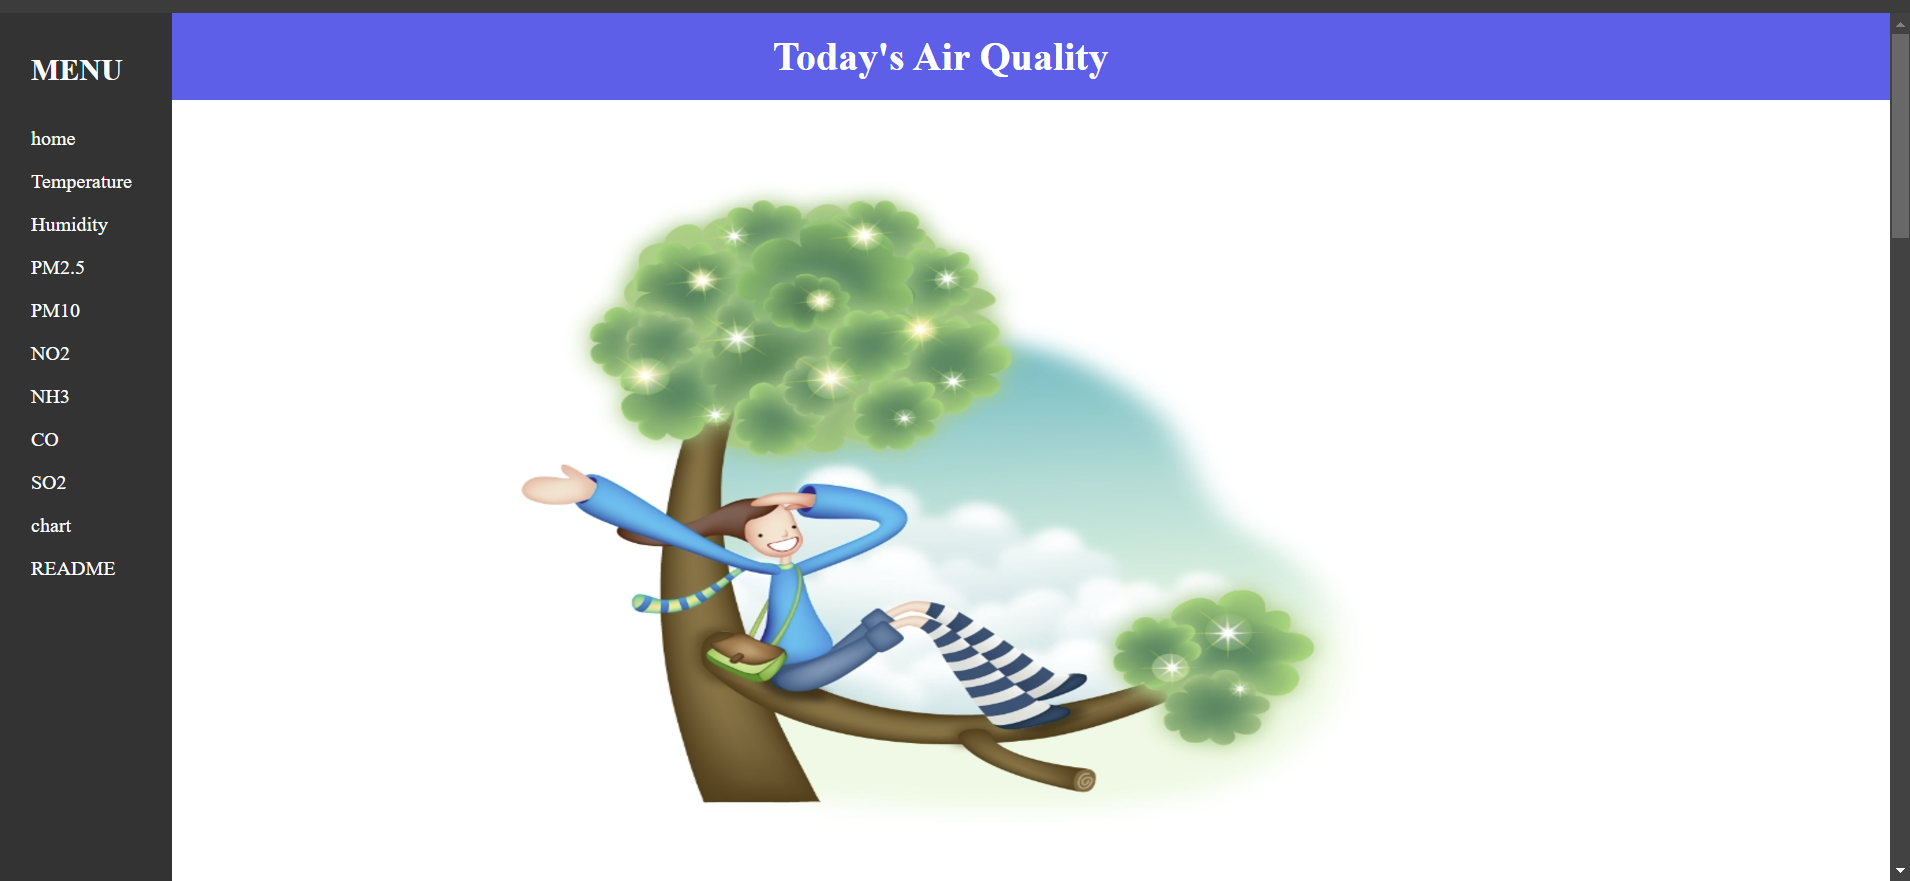 MENU
home
Temperature
Humidity
PM2.5
PM10
NO2
NH3
CO
SO2
chart
README
Today's Air Quality